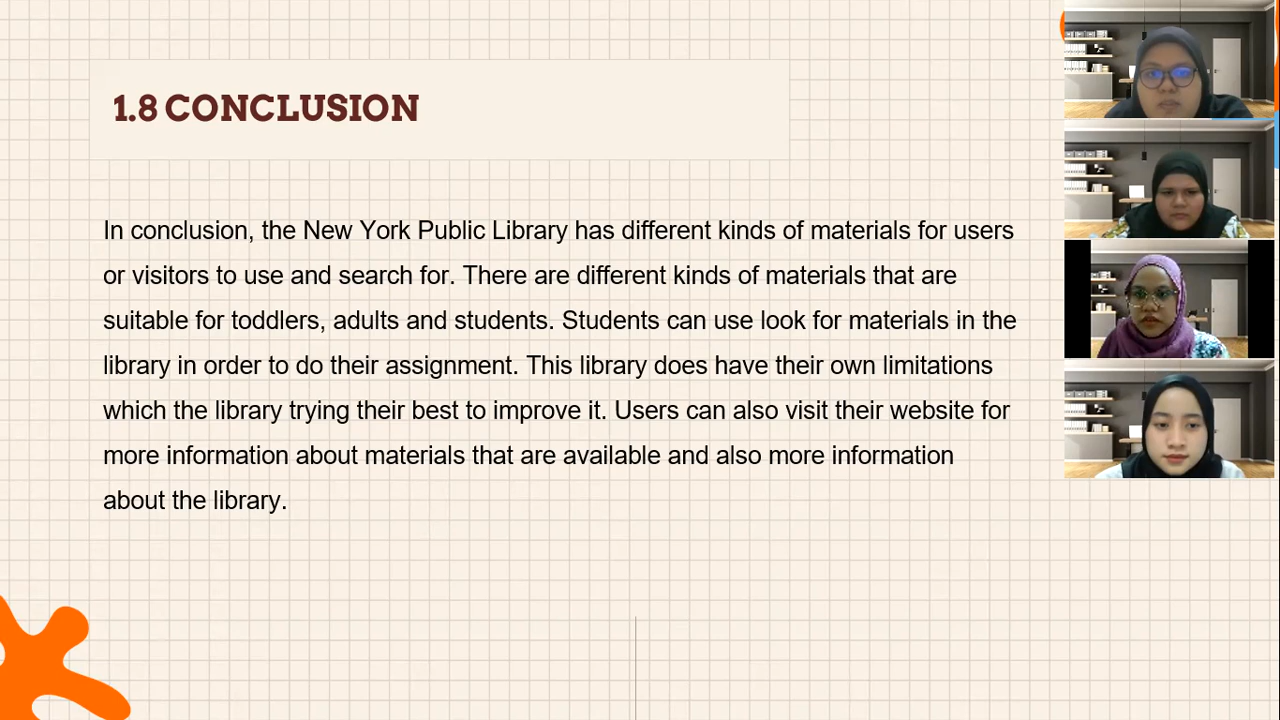 1.8 CONCLUSION
In conclusion, the New York Public Library has different kinds of materials for users
or visitors to use and search for. There are different kinds of materials that are
suitable for toddlers, adults and students. Students can use look for materials in the
library in order to do their assignment. This library does have their own limitations
which the library trying their best to improve it. Users can also visit their website for
more information about materials that are available and also more information
about the library.